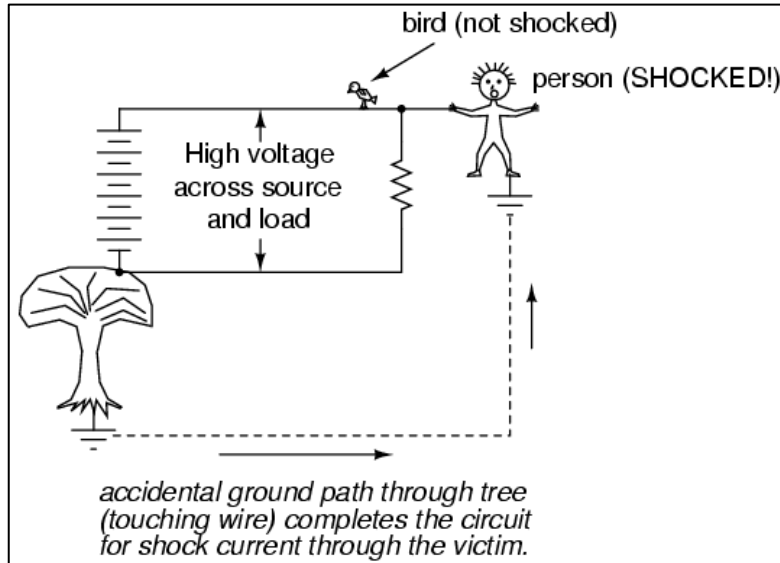 bird (not shocked)
person (SHOCKED!)
High voltage
across source
and load
accidental ground path through tree
(touching wire) completes the circuit
for shock current through the victim.